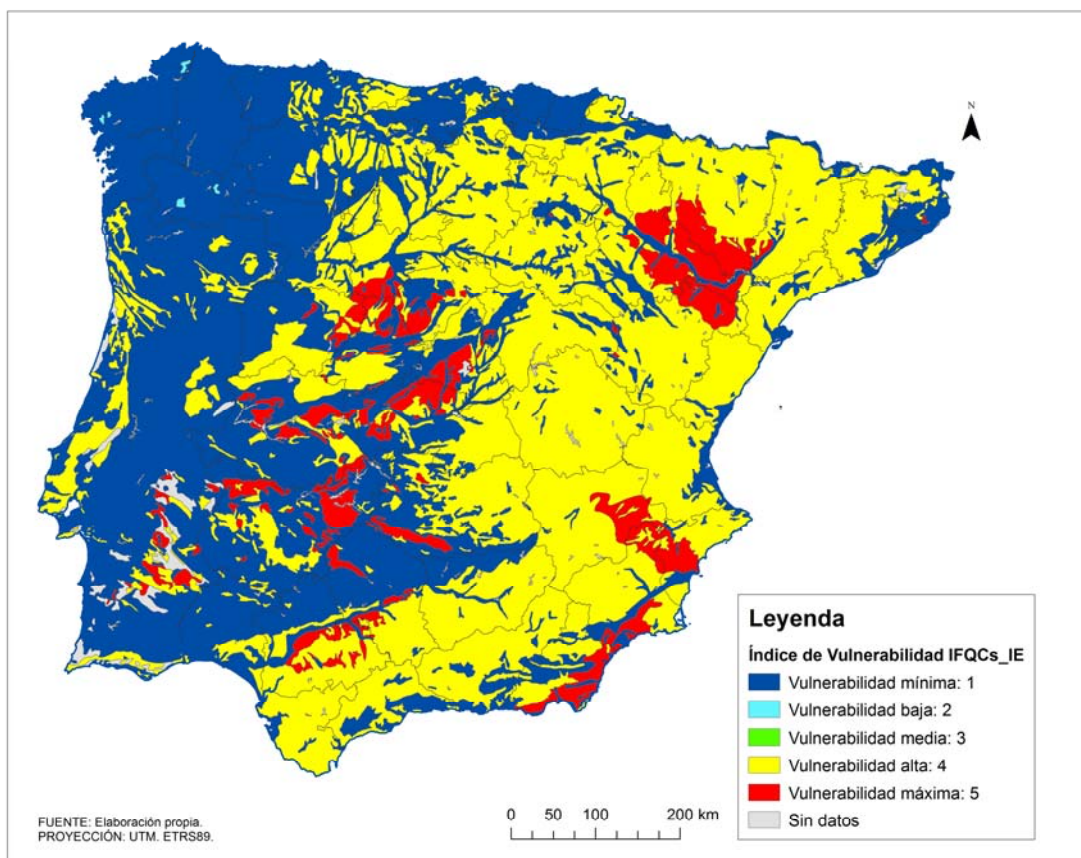 N
Leyenda
Índice de Vulnerabilidad IFQCs_IE
Vulnerabilidad mínima: 1
Vulnerabilidad baja: 2
Vulnerabilidad media: 3
Vulnerabilidad alta: 4
Vulnerabilidad máxima: 5
Sin datos
FUENTE: Elaboración propia.
PROYECCIÓN: UTM. ETRS89.
0 50 100 200 km